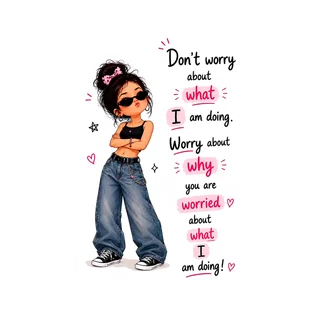 Don't worry
about
what
I am doing.
Worry about
why
you are
worried
about
what
I
am doing!